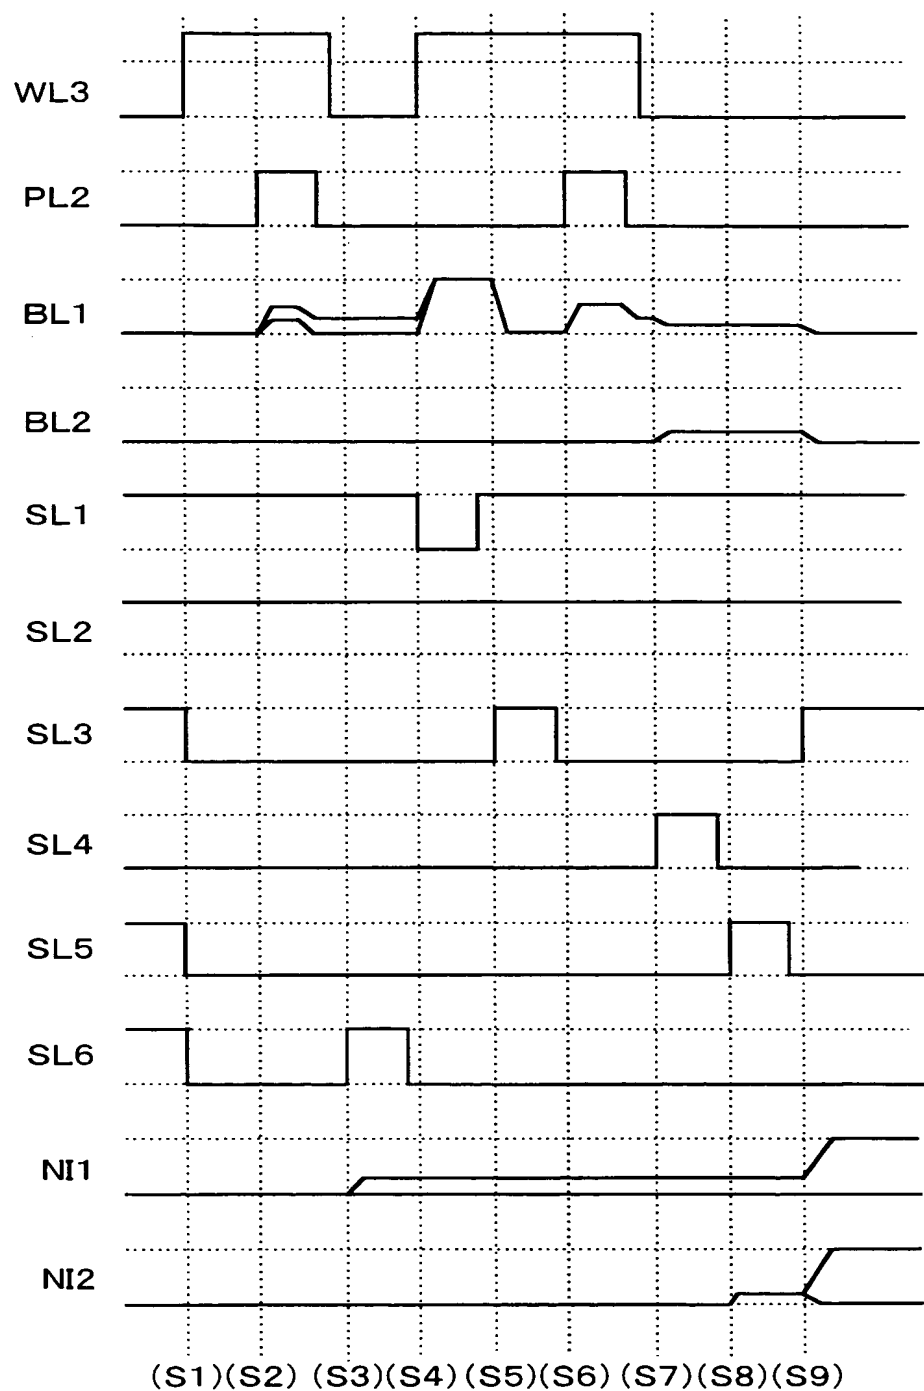 WL3
PL2
BL1
BL2
SL1
SL2
SL3
SL4
SL5
SL6
NI1
NI2
(S1)(S2) (S3)(S4) (S5)(S6) (S7)(S8)(S9)